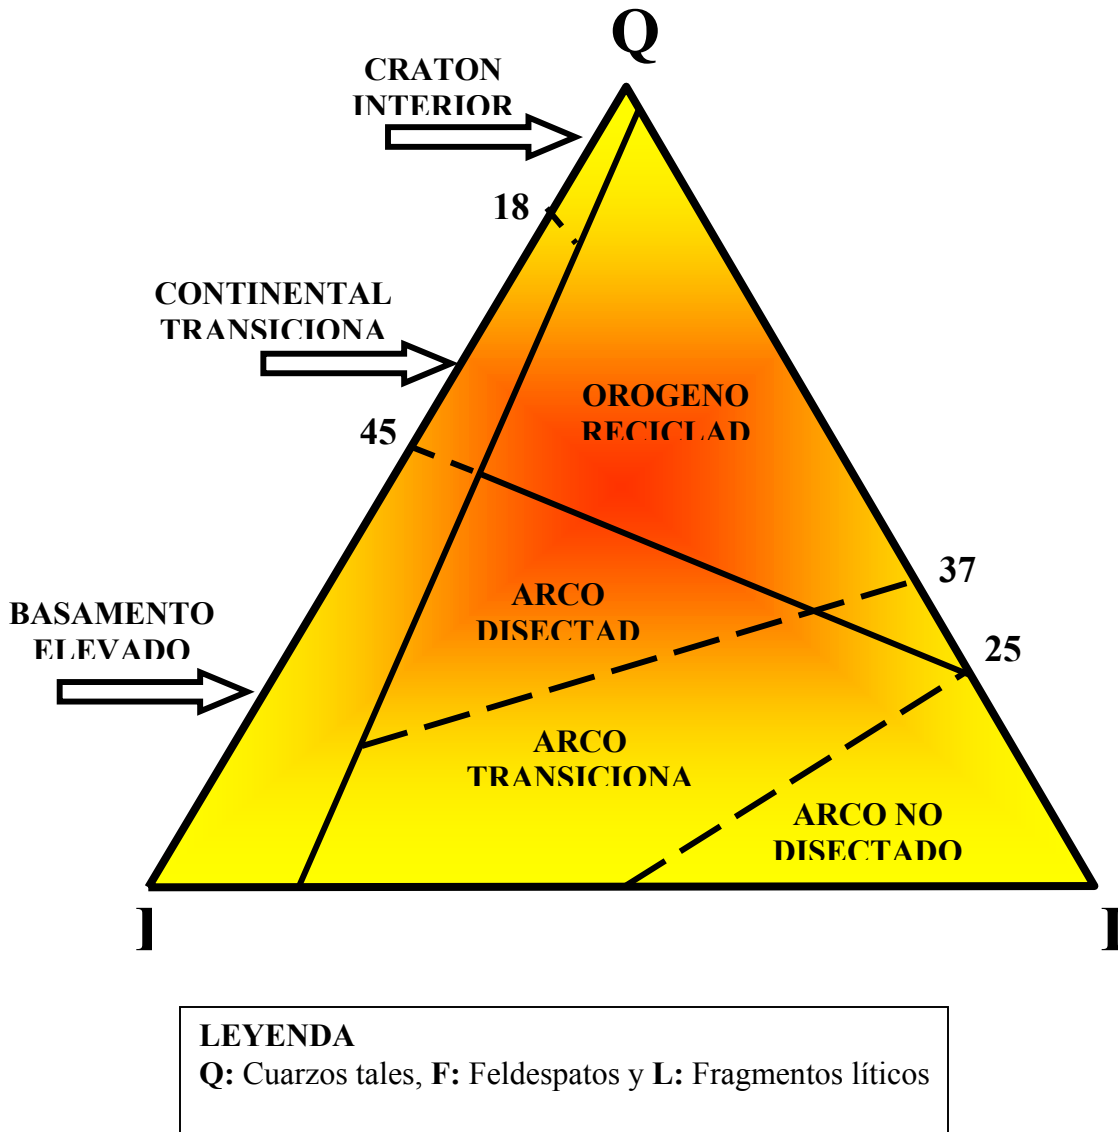 Q
CRATON
INTERIOR
18
CONTINENTAL
TRANSICIONA
45
OROGENO
RECICLAD
37
ARCO
DISECTAD
BASAMENTO
ELEVADO
25
ARCO
TRANSICIONA
ARCO NO
DISECTADO
LEYENDA
Q: Cuarzos tales, F: Feldespatos y L: Fragmentos líticos